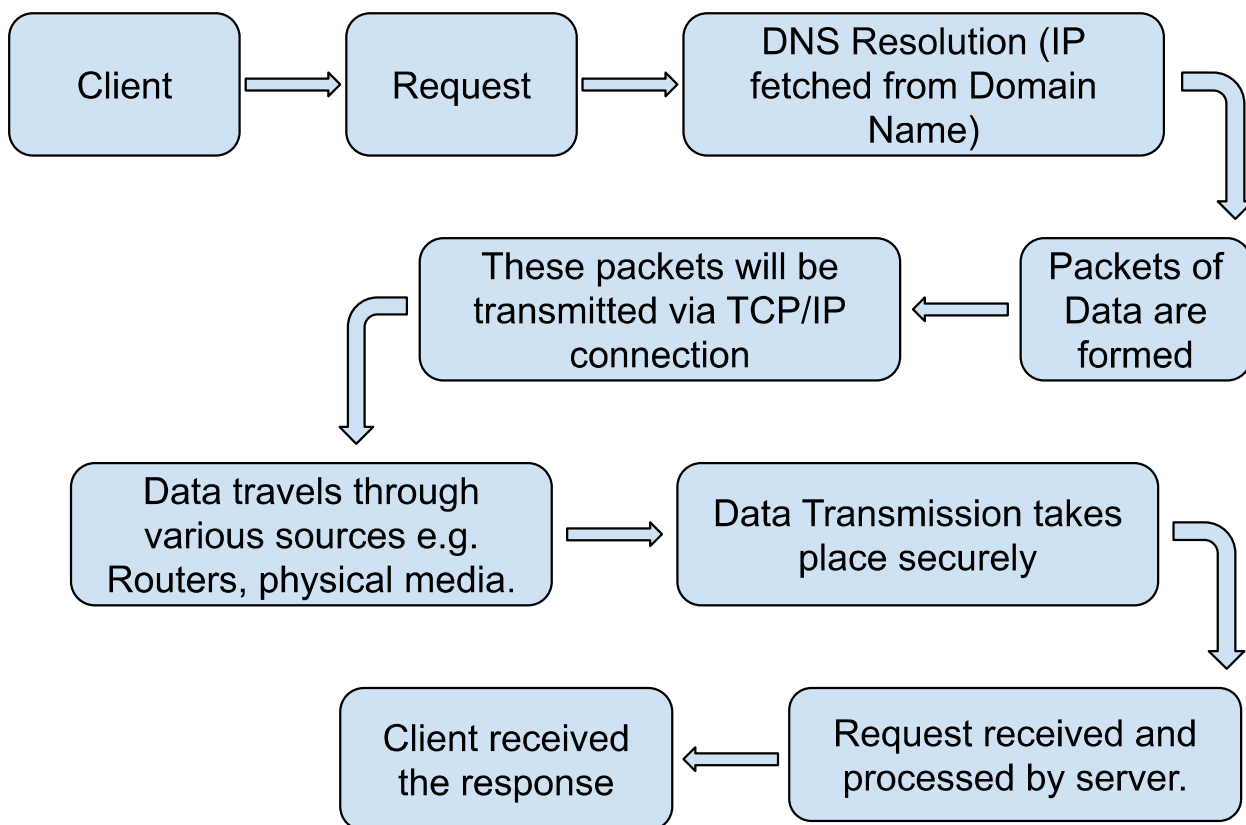 Client
Request
DNS Resolution (IP
fetched from Domain
Name)
Packets of
Data are
formed
These packets will be
transmitted via TCP/IP
connection
Data travels through
various sources e.g.
Routers, physical media.
Data Transmission takes
place securely
Request received and
processed by server.
Client received
the response